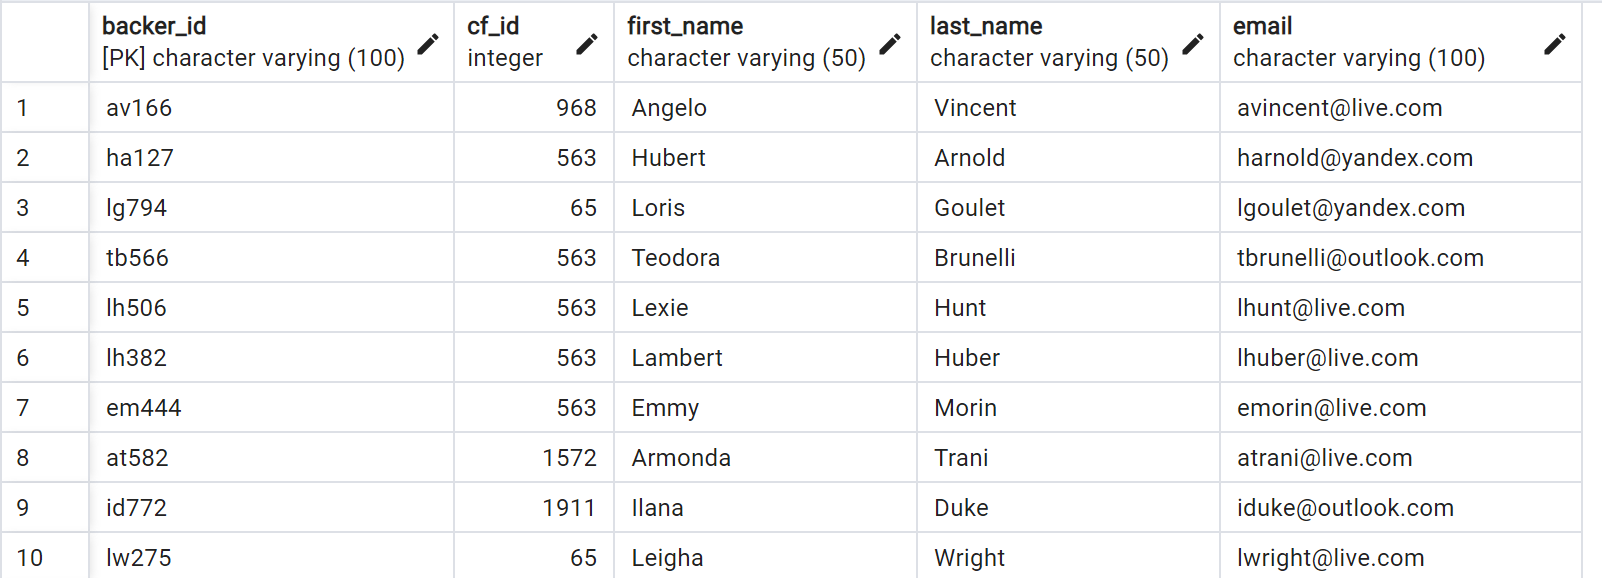 backer_id cf_id first_name last_name email
[PK] character varying (100) integer character varying (50) character varying (50) character varying (100)
1 av166 968 Angelo Vincent avincent@live.com
2 ha127 563 Hubert Arnold harnold@yandex.com
3 lg794 65 Loris Goulet lgoulet@yandex.com
4 tb566 563 Teodora Brunelli tbrunelli@outlook.com
5 lh506 563 Lexie Hunt lhunt@live.com
6 lh382 563 Lambert Huber lhuber@live.com
7 em444 563 Emmy Morin emorin@live.com
8 at582 1572 Armonda Trani atrani@live.com
9 id772 1911 Ilana Duke iduke@outlook.com
10 lw275 65 Leigha Wright lwright@live.com